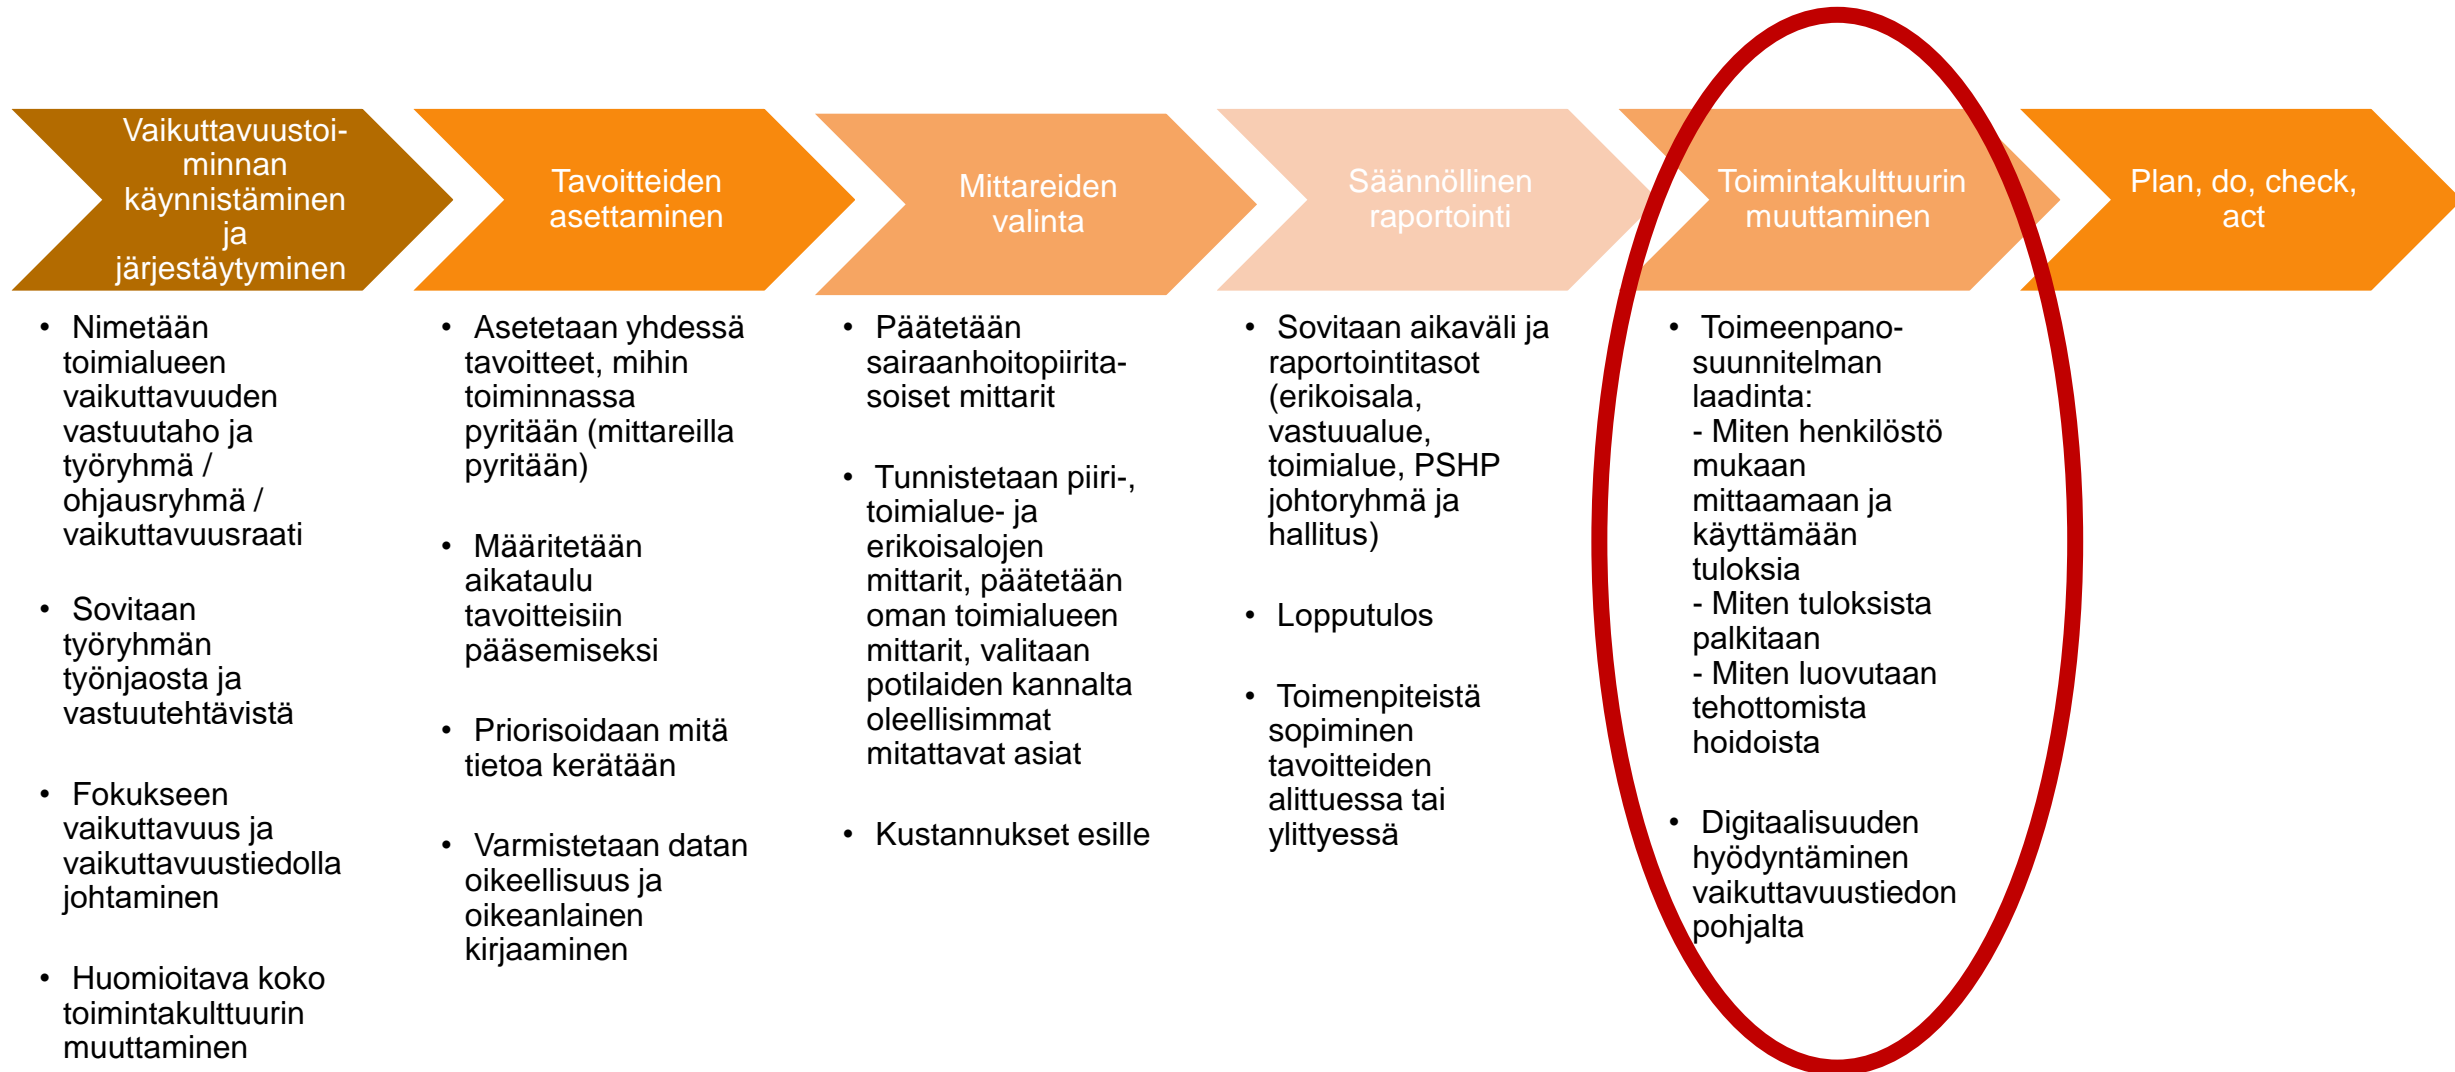 Vaikuttavuustoi-
minnan
käynnistäminen
ja
järjestäytyminen
• Nimetään
toimialueen
vaikuttavuuden
vastuutaho ja
työryhmä /
ohjausryhmä /
vaikuttavuusraati
• Sovitaan
työryhmän
työnjaosta ja
vastuutehtävistä
• Fokukseen
vaikuttavuus ja
vaikuttavuustiedolla
johtaminen
• Huomioitava koko
toimintakulttuurin
muuttaminen
Tavoitteiden
asettaminen
• Asetetaan yhdessä
tavoitteet, mihin
toiminnassa
pyritään (mittareilla
pyritään)
• Määritetään
aikataulu
tavoitteisiin
pääsemiseksi
• Priorisoidaan mitä
tietoa kerätään
• Varmistetaan datan
oikeellisuus ja
oikeanlainen
kirjaaminen
Mittareiden
valinta
• Päätetään
sairaanhoitopiirita-
soiset mittarit
• Tunnistetaan piiri-,
toimialue- ja
erikoisalojen
mittarit, päätetään
oman toimialueen
mittarit, valitaan
potilaiden kannalta
oleellisimmat
mitattavat asiat
• Kustannukset esille
Säännöllinen
raportointi
• Sovitaan aikaväli ja
raportointitasot
(erikoisala,
vastuualue,
toimialue, PSHP
johtoryhmä ja
hallitus)
• Lopputulos
• Toimenpiteistä
sopiminen
tavoitteiden
alittuessa tai
ylittyessä
Toimintakulttuurin
muuttaminen
• Toimeenpano-
suunnitelman
laadinta:
- Miten henkilöstö
mukaan
mittaamaan ja
käyttämään
tuloksia
- Miten tuloksista
palkitaan
- Miten luovutaan
tehottomista
hoidoista
• Digitaalisuuden
hyödyntäminen
vaikuttavuustiedon
pohjalta
Plan, do, check,
act